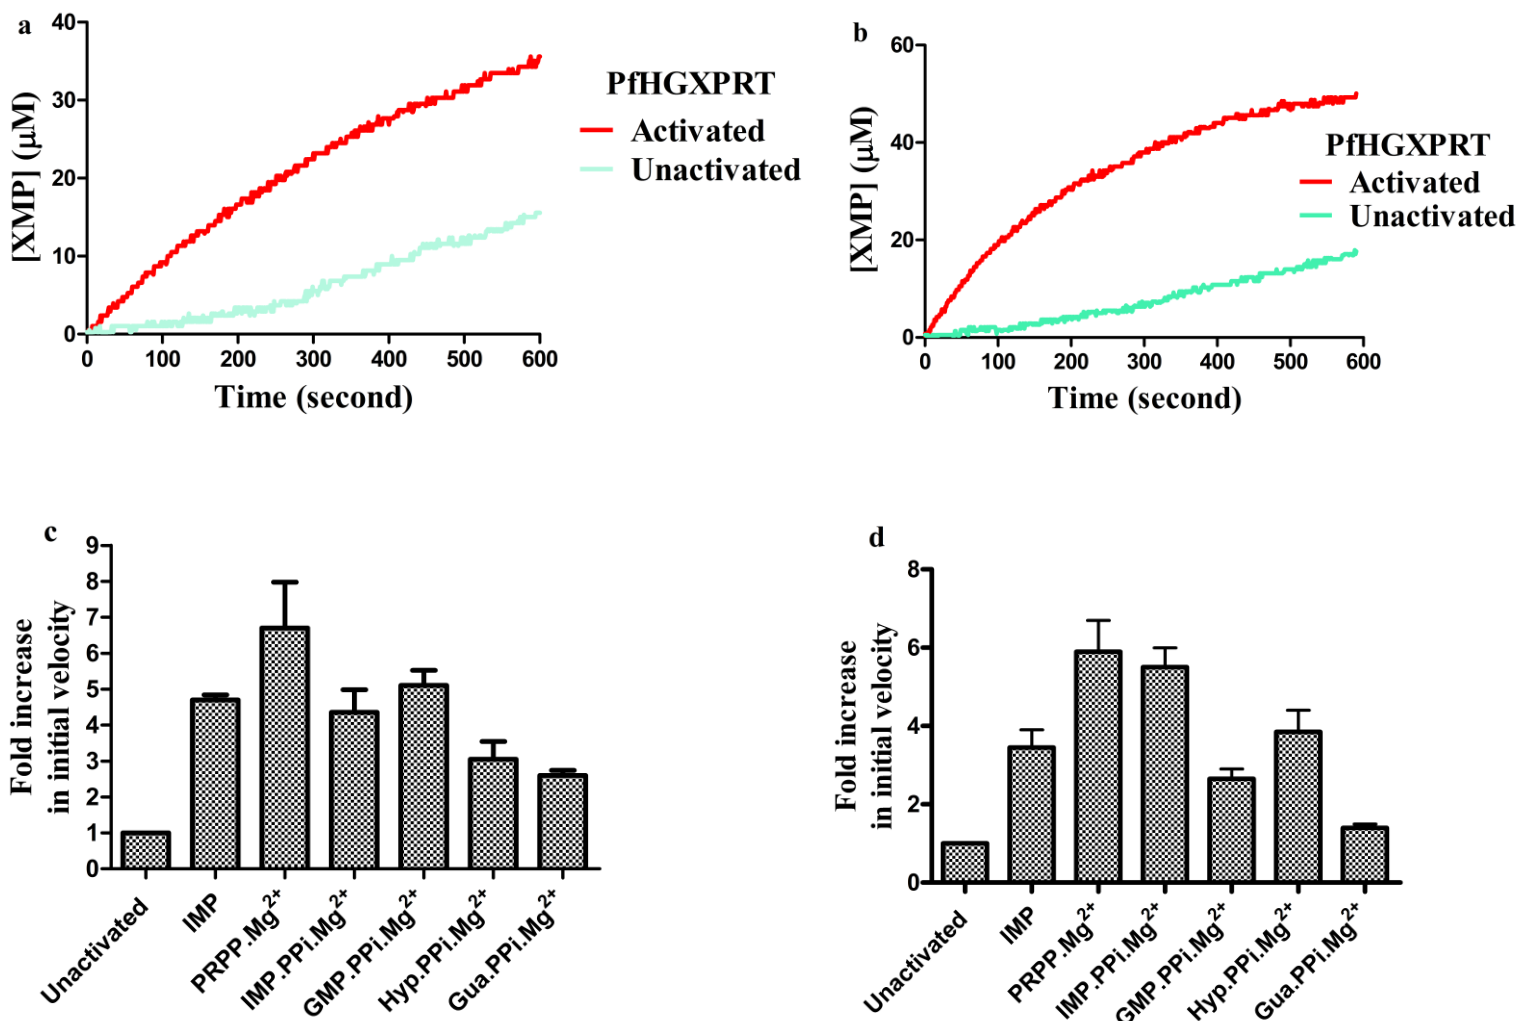 a
40
30
20
10
0
[XMP] (μM)
0 100 200 300 400 500 600
Time (second)
PfHGXPRT
Activated
Unactivated
b
60
40
20
0
[XMP] (μM)
0 100 200 300 400 500 600
Time (second)
PfHGXPRT
Activated
Unactivated
c
9
8
7
6
5
4
3
2
1
0
Fold increase
in initial velocity
Unactivated
IMP
PRPP.Mg²⁺
IMP.PPi.Mg²⁺
GMP.PPi.Mg²⁺
Hyp.PPi.Mg²⁺
Gua.PPi.Mg²⁺
d
8
6
4
2
0
Fold increase
in initial velocity
Unactivated
IMP
PRPP.Mg²⁺
IMP.PPi.Mg²⁺
GMP.PPi.Mg²⁺
Hyp.PPi.Mg²⁺
Gua.PPi.Mg²⁺